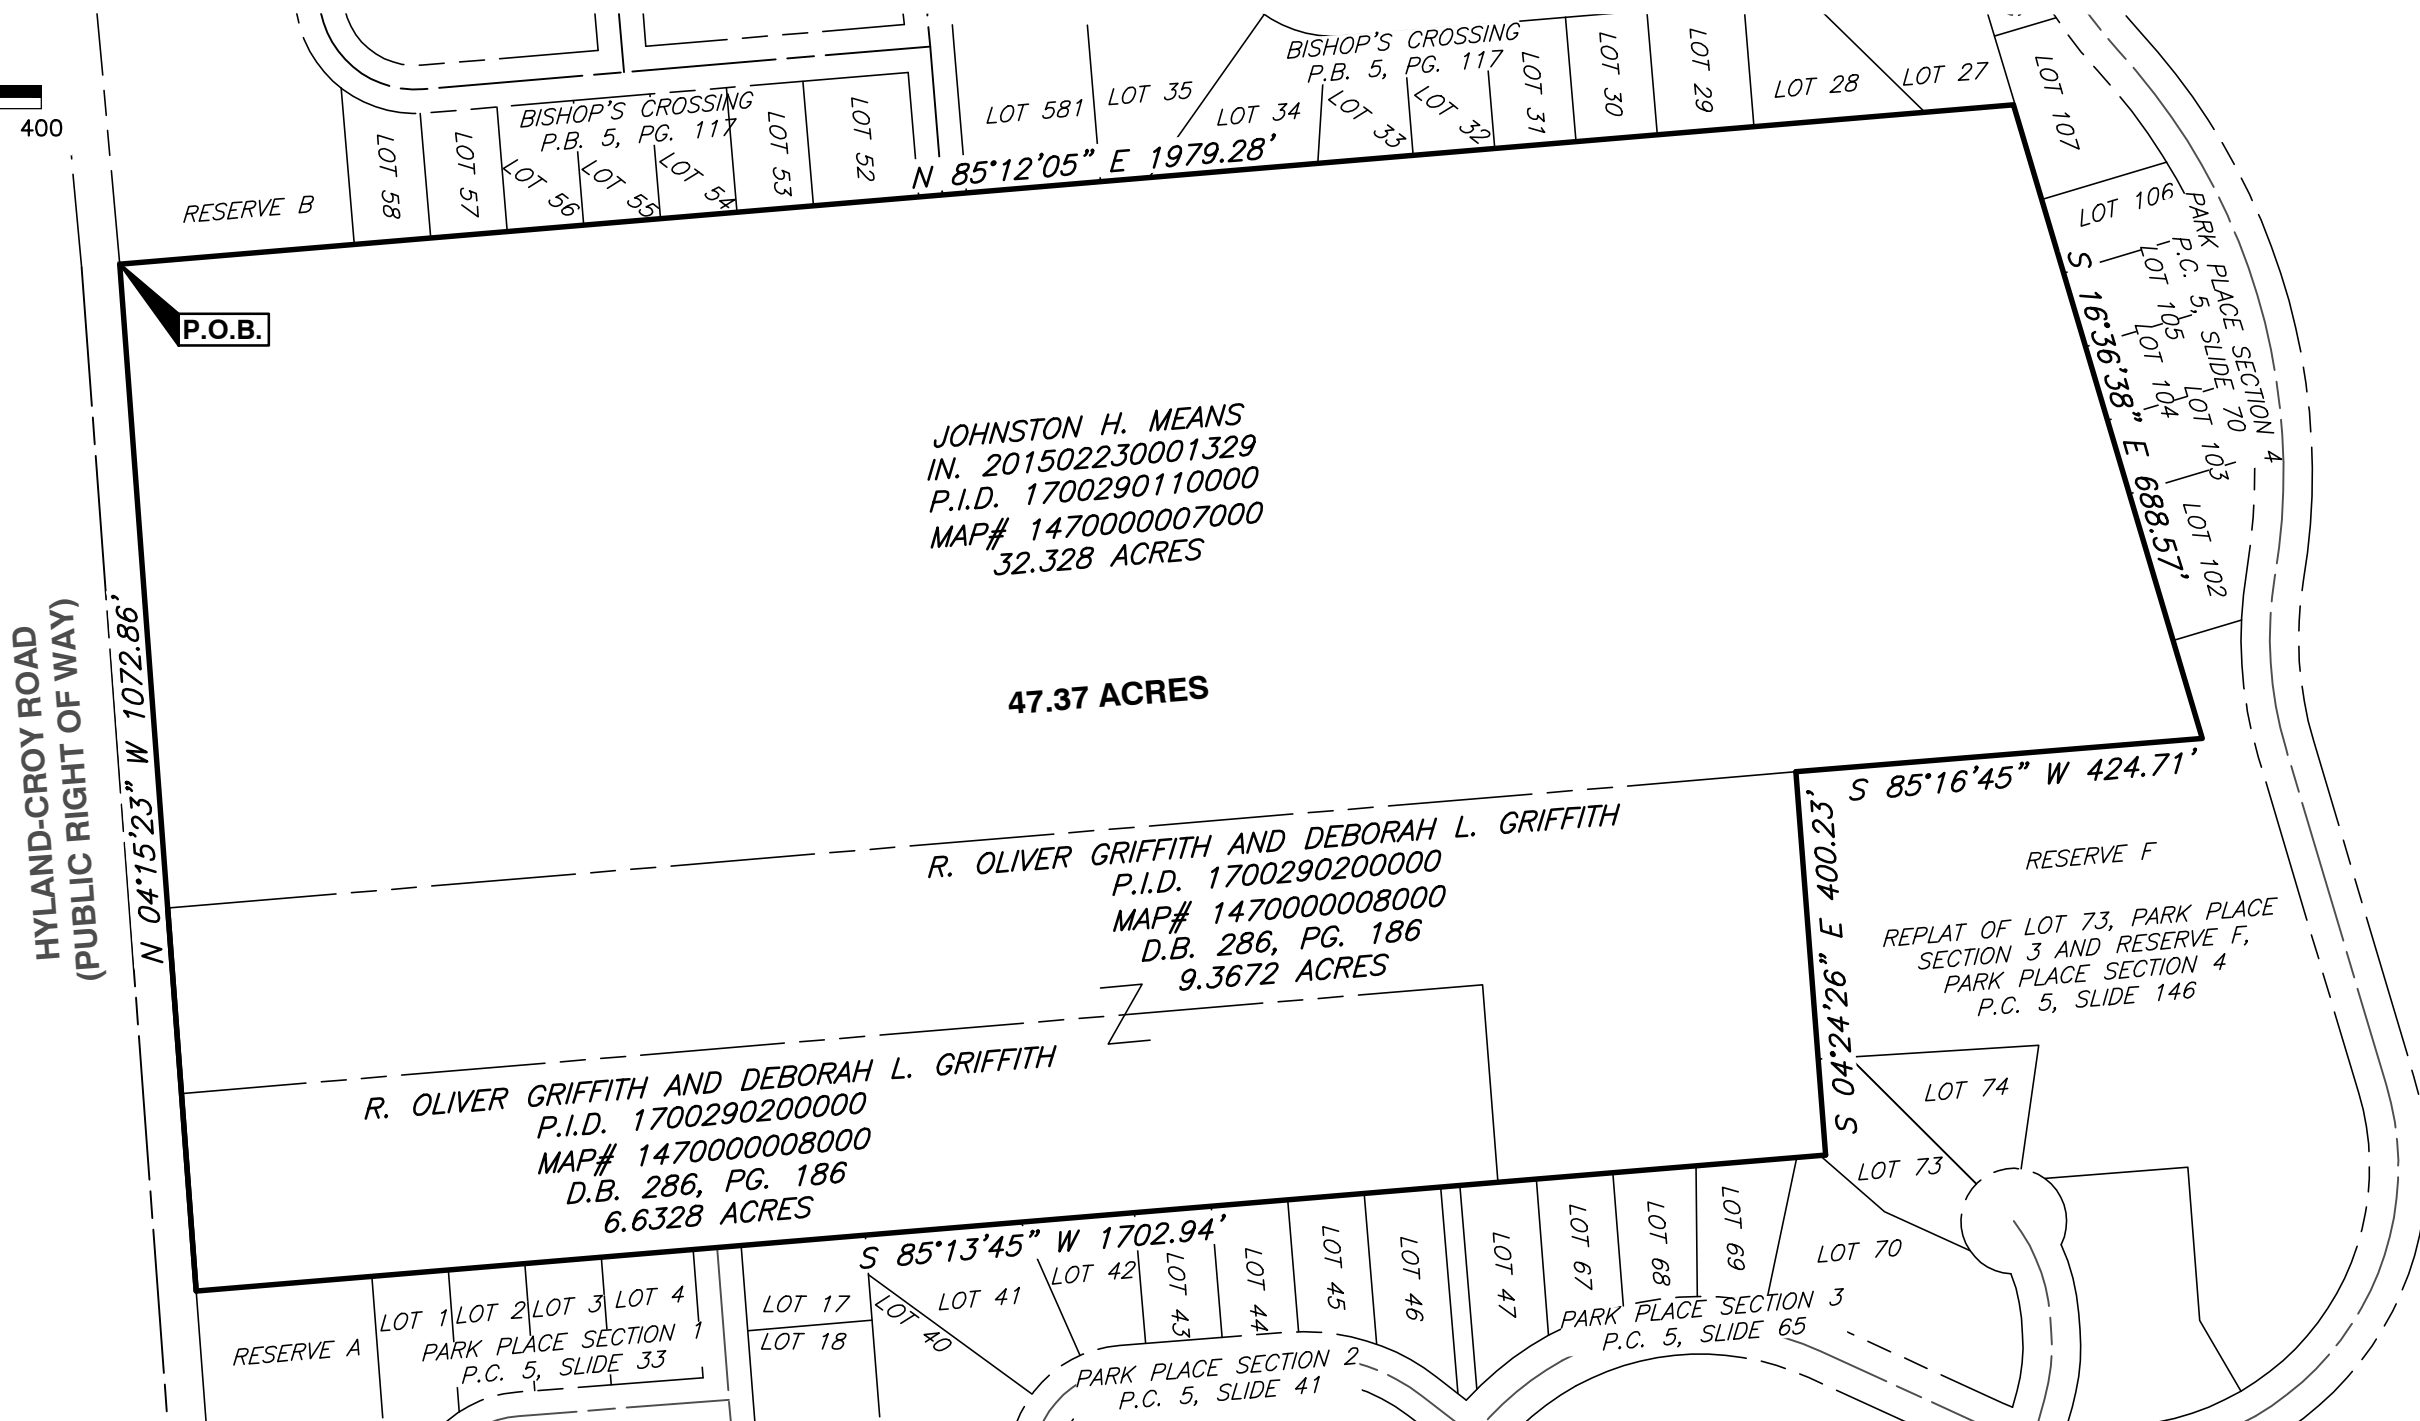 400
RESERVE B
LOT 58
LOT 57
BISHOP'S CROSSING
P.B. 5, PG. 117
LOT 56
LOT 55
LOT 54
LOT 53
LOT 52
N 85°12'05" E 1979.28'
LOT 581
LOT 35
LOT 34
BISHOP'S CROSSING
P.B. 5, PG. 117
LOT 33
LOT 32
LOT 31
LOT 30
LOT 29
LOT 28
LOT 27
LOT 107
LOT 106
LOT 105
LOT 104
LOT 103
LOT 102
PARK PLACE SECTION 4
P.C. 5, SLIDE 70
S 16°36'38" E 688.57'
P.O.B.
JOHNSTON H. MEANS
IN. 201502230001329
P.I.D. 1700290110000
MAP# 1470000007000
32.328 ACRES
47.37 ACRES
HYLAND-CROY ROAD
(PUBLIC RIGHT OF WAY)
N 04°15'23" W 1072.86'
S 85°16'45" W 424.71'
S 04°24'26" E 400.23'
R. OLIVER GRIFFITH AND DEBORAH L. GRIFFITH
P.I.D. 1700290200000
MAP# 1470000008000
D.B. 286, PG. 186
9.3672 ACRES
RESERVE F
REPLAT OF LOT 73, PARK PLACE
SECTION 3 AND RESERVE F,
PARK PLACE SECTION 4
P.C. 5, SLIDE 146
R. OLIVER GRIFFITH AND DEBORAH L. GRIFFITH
P.I.D. 1700290200000
MAP# 1470000008000
D.B. 286, PG. 186
6.6328 ACRES
S 85°13'45" W 1702.94'
LOT 74
LOT 73
LOT 70
RESERVE A
LOT 1
LOT 2
LOT 3
LOT 4
PARK PLACE SECTION 1
P.C. 5, SLIDE 33
LOT 17
LOT 18
LOT 40
LOT 41
LOT 42
LOT 43
LOT 44
LOT 45
LOT 46
LOT 47
LOT 67
LOT 68
LOT 69
PARK PLACE SECTION 2
P.C. 5, SLIDE 41
PARK PLACE SECTION 3
P.C. 5, SLIDE 65